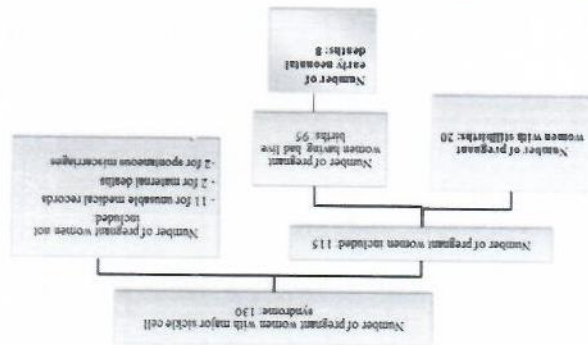 Number of pregnant women with major sickle cell
syndrome: 130
Number of pregnant women included: 115
Number of pregnant women not
included:
- 11 for unusable medical records
- 2 for maternal deaths
-2 for spontaneous miscarriages
Number of pregnant
women with stillbirths: 20
Number of pregnant
women having had live
births: 95
Number of
early neonatal
deaths: 8